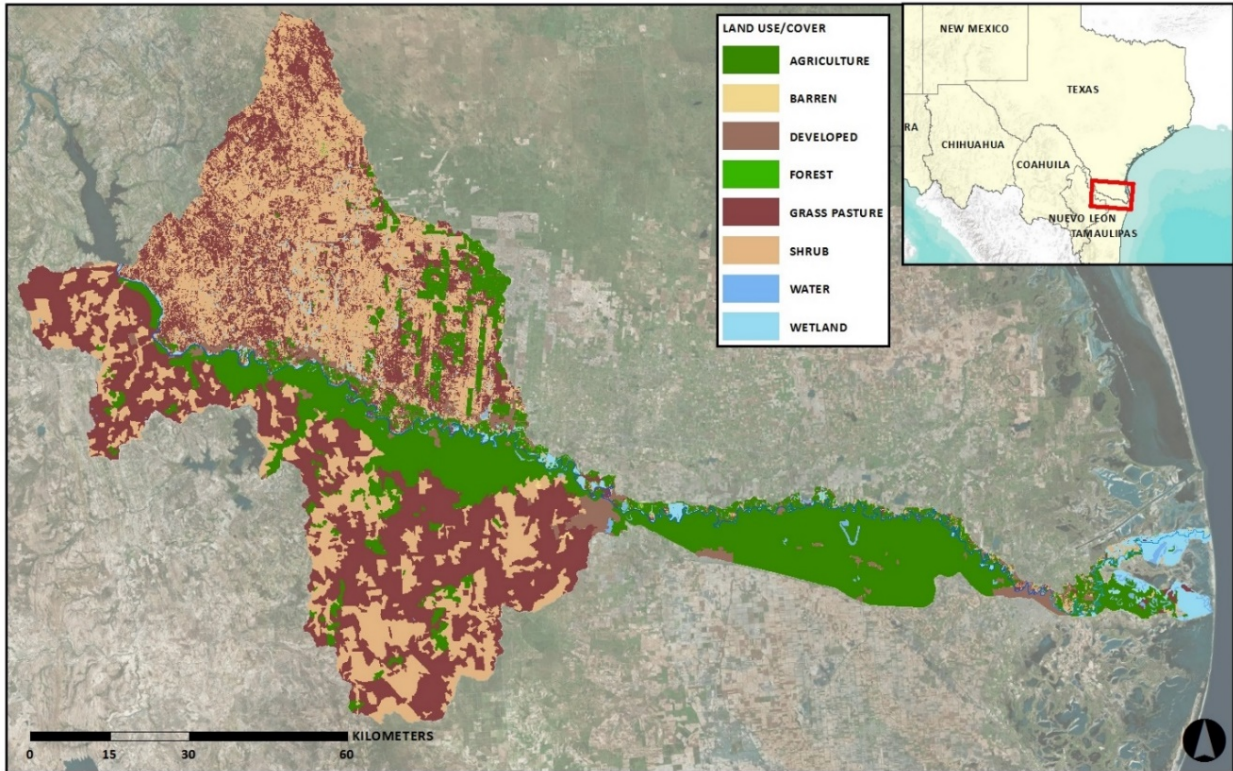 LAND USE/COVER
AGRICULTURE
BARREN
DEVELOPED
FOREST
GRASS PASTURE
SHRUB
WATER
WETLAND
NEW MEXICO
TEXAS
RA
CHIHUAHUA
COAHUILA
NUEVO LEON
TAMAULIPAS
KILOMETERS
0 15 30 60